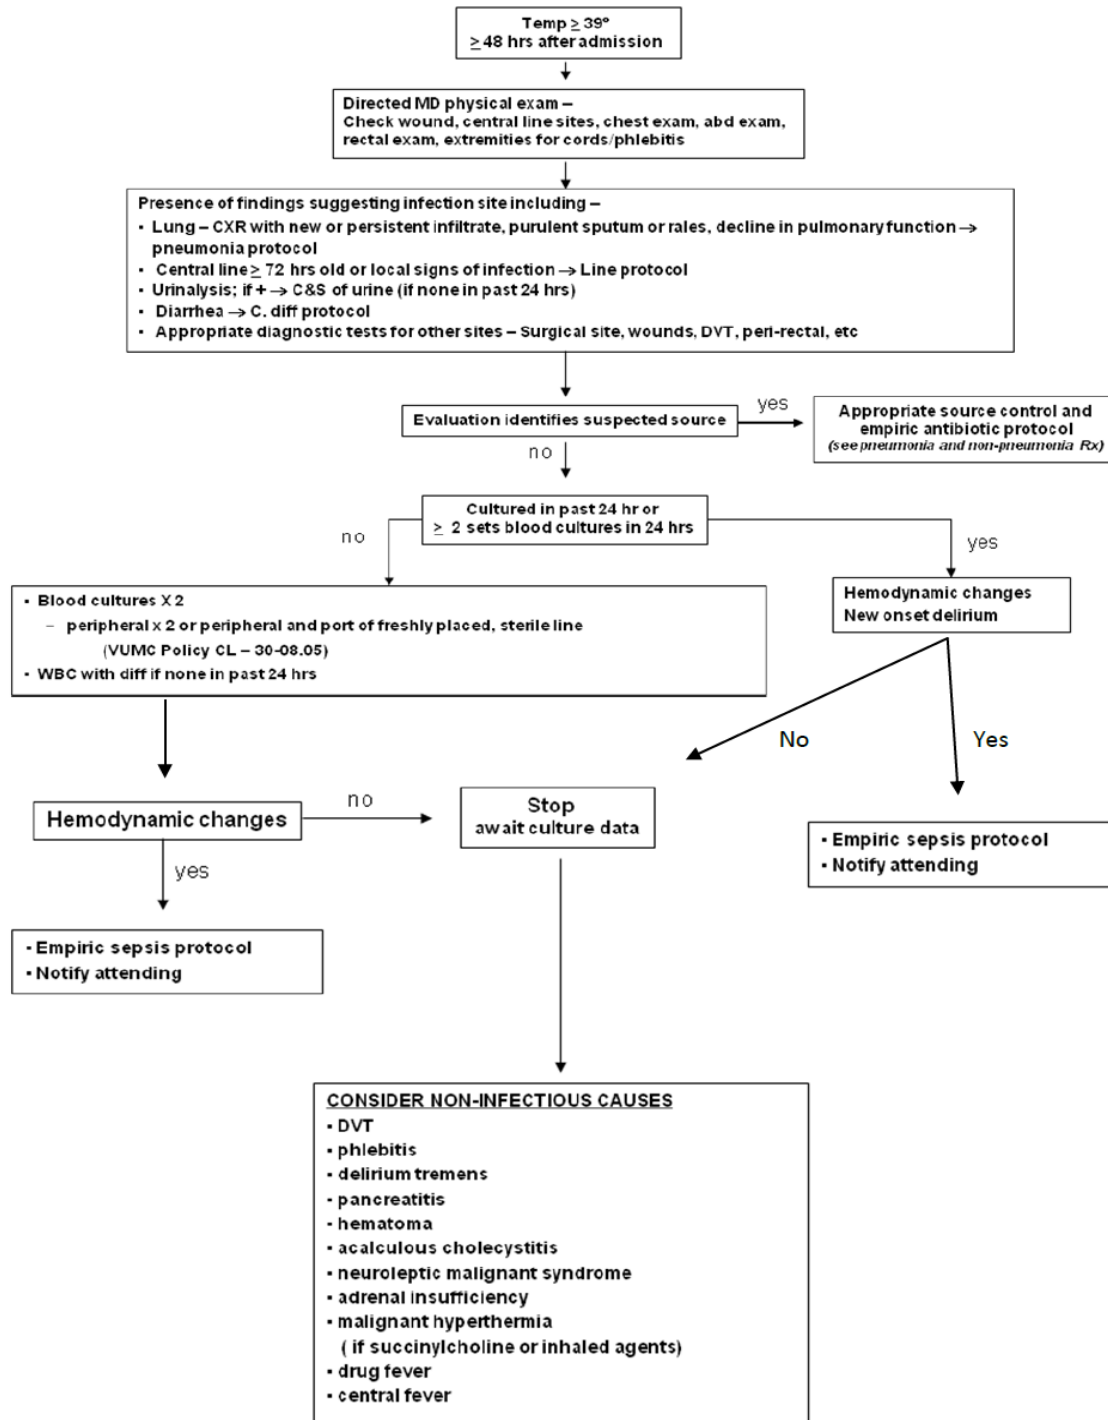 Temp ≥ 39°
≥ 48 hrs after admission
Directed MD physical exam –
Check wound, central line sites, chest exam, abd exam,
rectal exam, extremities for cords/phlebitis
Presence of findings suggesting infection site including –
▪ Lung – CXR with new or persistent infiltrate, purulent sputum or rales, decline in pulmonary function →
pneumonia protocol
▪ Central line ≥ 72 hrs old or local signs of infection → Line protocol
▪ Urinalysis; if + → C&S of urine (if none in past 24 hrs)
▪ Diarrhea → C. diff protocol
▪ Appropriate diagnostic tests for other sites – Surgical site, wounds, DVT, peri-rectal, etc
Evaluation identifies suspected source
yes
Appropriate source control and
empiric antibiotic protocol
(see pneumonia and non-pneumonia Rx)
no
Cultured in past 24 hr or
≥ 2 sets blood cultures in 24 hrs
no
yes
▪ Blood cultures X 2
– peripheral x 2 or peripheral and port of freshly placed, sterile line
(VUMC Policy CL – 30-08.05)
▪ WBC with diff if none in past 24 hrs
Hemodynamic changes
New onset delirium
No
Yes
Hemodynamic changes
no
Stop
await culture data
yes
▪ Empiric sepsis protocol
▪ Notify attending
▪ Empiric sepsis protocol
▪ Notify attending
CONSIDER NON-INFECTIOUS CAUSES
▪ DVT
▪ phlebitis
▪ delirium tremens
▪ pancreatitis
▪ hematoma
▪ acalculous cholecystitis
▪ neuroleptic malignant syndrome
▪ adrenal insufficiency
▪ malignant hyperthermia
( if succinylcholine or inhaled agents)
▪ drug fever
▪ central fever